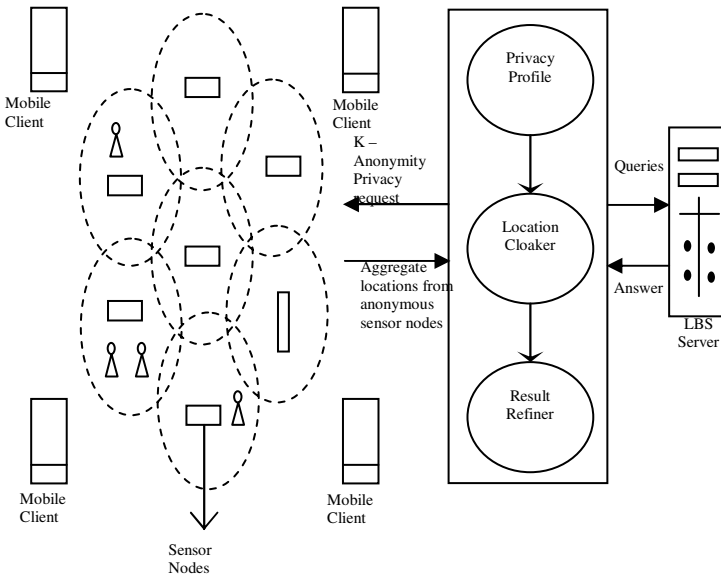 Mobile
Client
Mobile
Client
K –
Anonymity
Privacy
request
Aggregate
locations from
anonymous
sensor nodes
Mobile
Client
Mobile
Client
Sensor
Nodes
Privacy
Profile
Location
Cloaker
Result
Refiner
Queries
Answer
LBS
Server